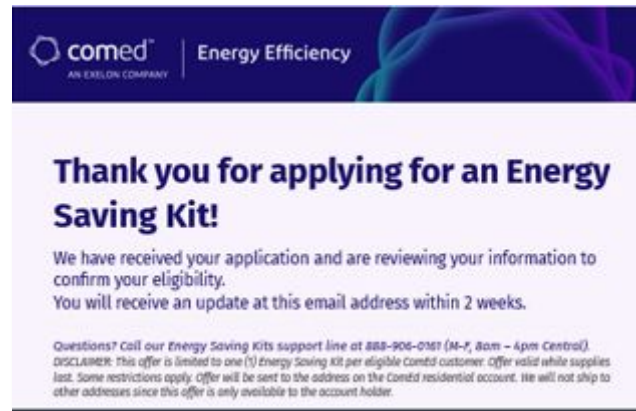 comed™ | Energy Efficiency
AN EXELON COMPANY
Thank you for applying for an Energy
Saving Kit!
We have received your application and are reviewing your information to
confirm your eligibility.
You will receive an update at this email address within 2 weeks.
Questions? Call our Energy Saving Kits support line at 888-906-0161 (M-F, 8am – 4pm Central).
DISCLAIMER: This offer is limited to one (1) Energy Saving Kit per eligible ComEd customer. Offer valid while supplies
last. Some restrictions apply. Offer will be sent to the address on the ComEd residential account. We will not ship to
other addresses since this offer is only available to the account holder.